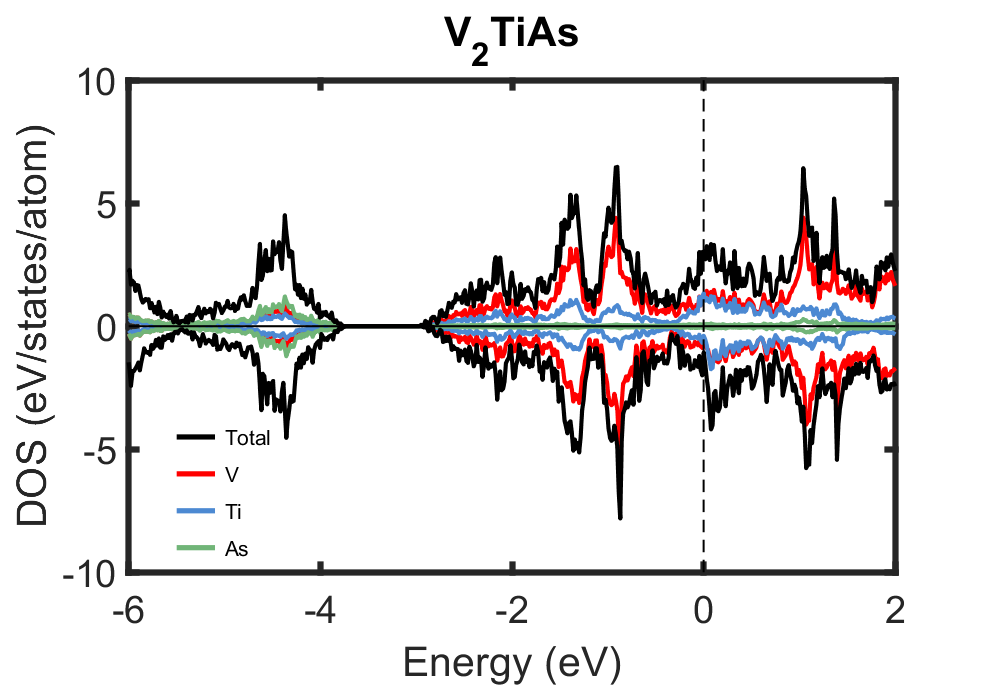 V2TiAs
10
5
0
-5
-10
DOS (eV/states/atom)
Total
V
Ti
As
-6
-4
-2
0
2
Energy (eV)